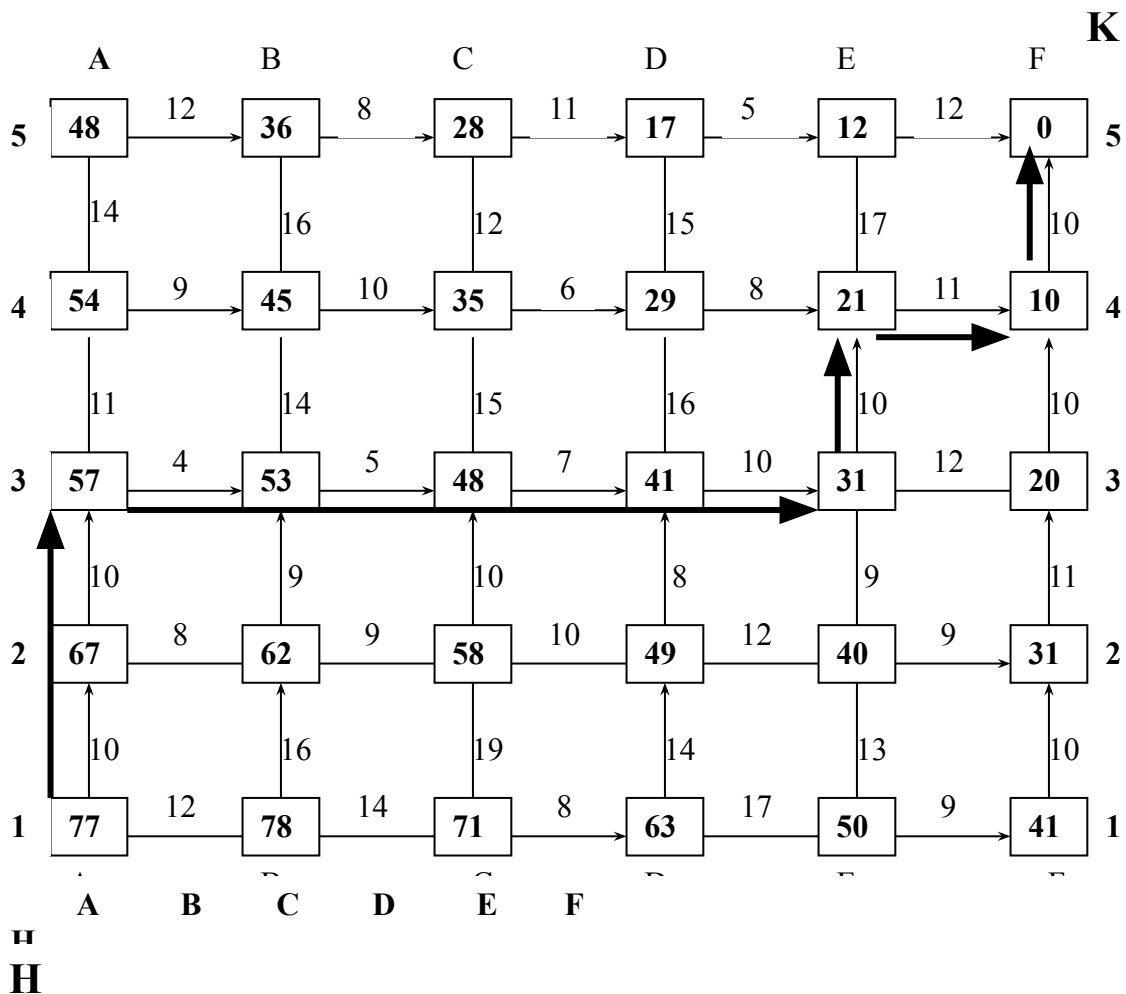 K
A B C D E F
12 8 11 5 12
5 48 36 28 17 12 0 5
14 16 12 15 17 10
9 10 6 8 11
4 54 45 35 29 21 10 4
11 14 15 16 10 10
4 5 7 10 12
3 57 53 48 41 31 20 3
10 9 10 8 9 11
8 9 10 12 9
2 67 62 58 49 40 31 2
10 16 19 14 13 10
12 14 8 17 9
1 77 78 71 63 50 41 1
A B C D E F
H
H